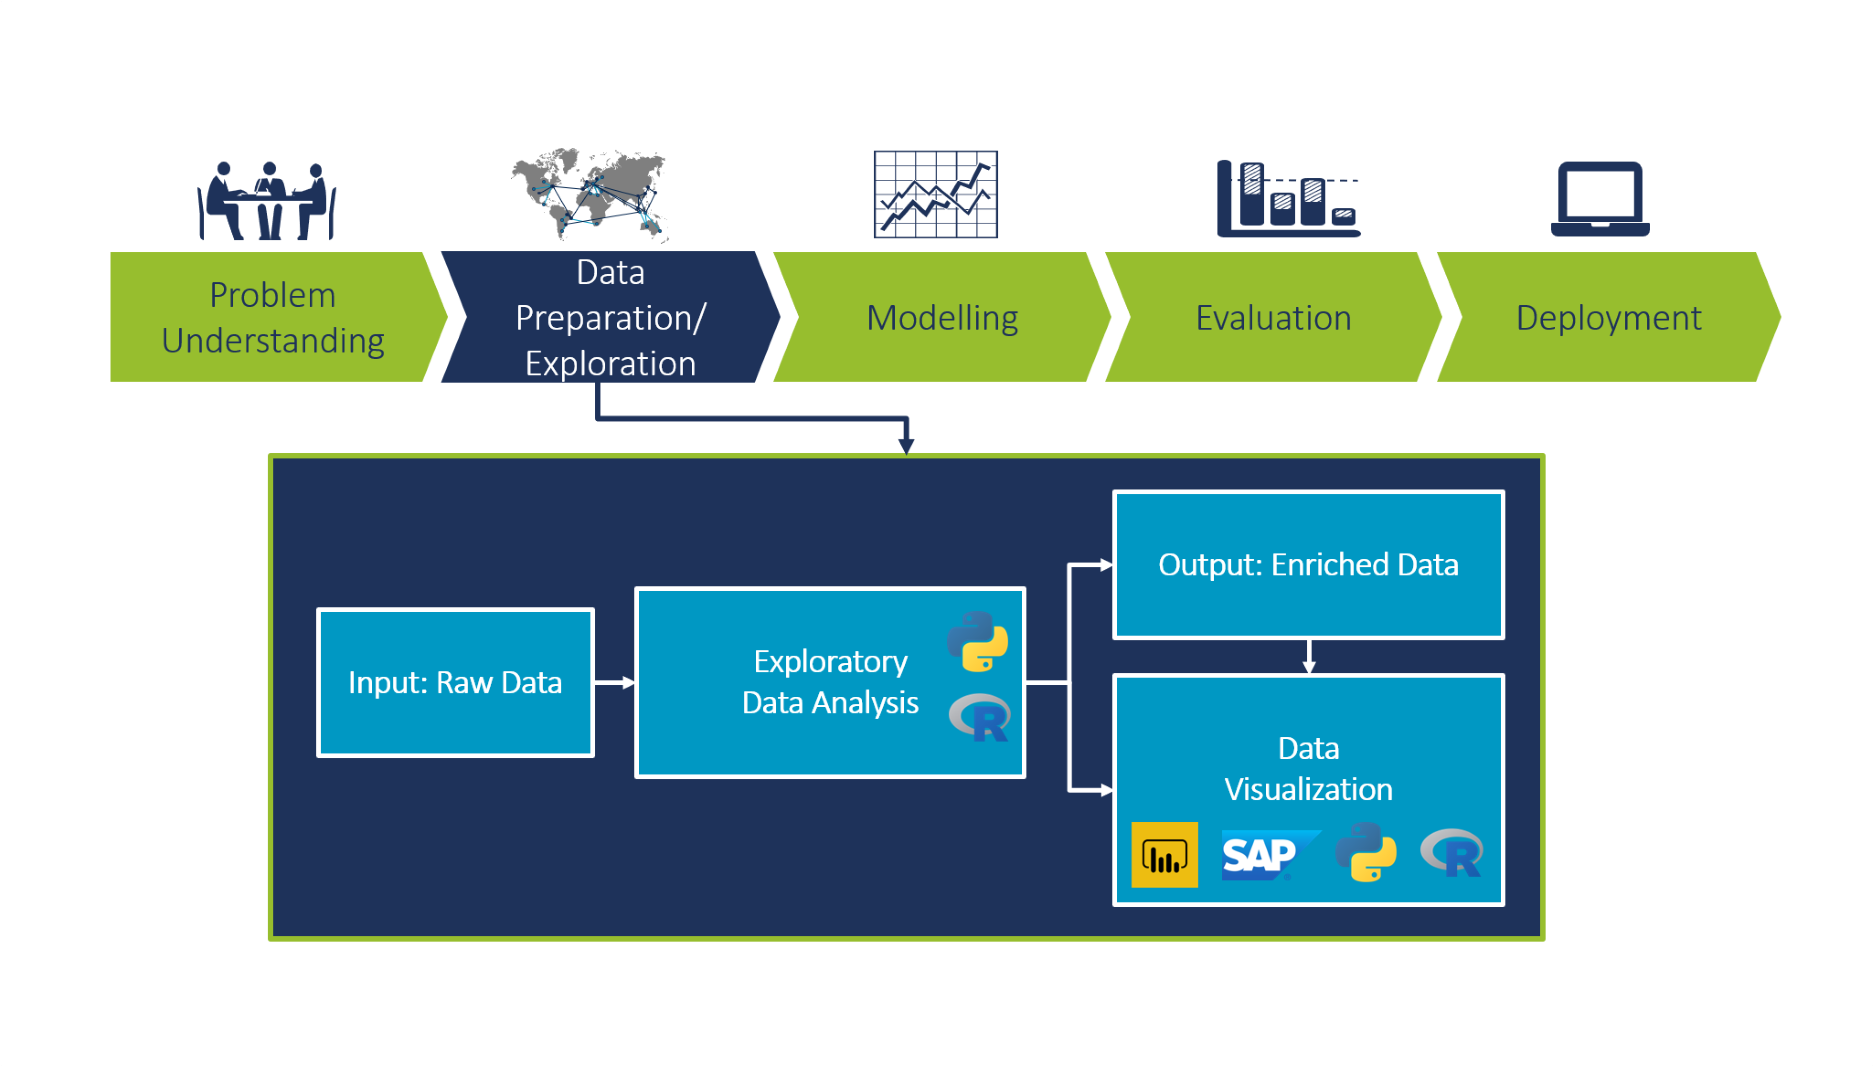 Problem
Understanding
Data
Preparation/
Exploration
Modelling
Evaluation
Deployment
Input: Raw Data
Exploratory
Data Analysis
R
Output: Enriched Data
Data
Visualization
SAP
R